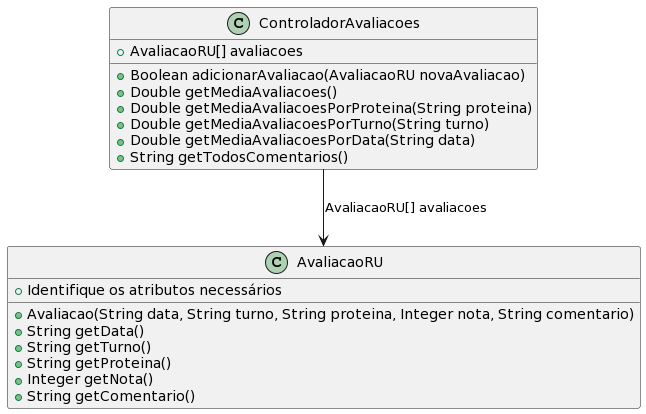 C ControladorAvaliacoes
AvaliacaoRU[] avaliacoes
Boolean adicionarAvaliacao(AvaliacaoRU novaAvaliacao)
Double getMediaAvaliacoes()
Double getMediaAvaliacoesPorProteina(String proteina)
Double getMediaAvaliacoesPorTurno(String turno)
Double getMediaAvaliacoesPorData(String data)
String getTodosComentarios()
AvaliacaoRU[] avaliacoes
C AvaliacaoRU
Identifique os atributos necessários
Avaliacao(String data, String turno, String proteina, Integer nota, String comentario)
String getData()
String getTurno()
String getProteina()
Integer getNota()
String getComentario()